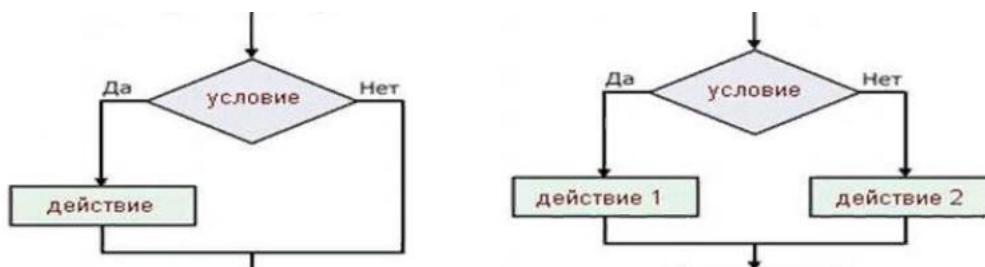 Да
условие
Нет
действие
Да
условие
Нет
действие 1
действие 2